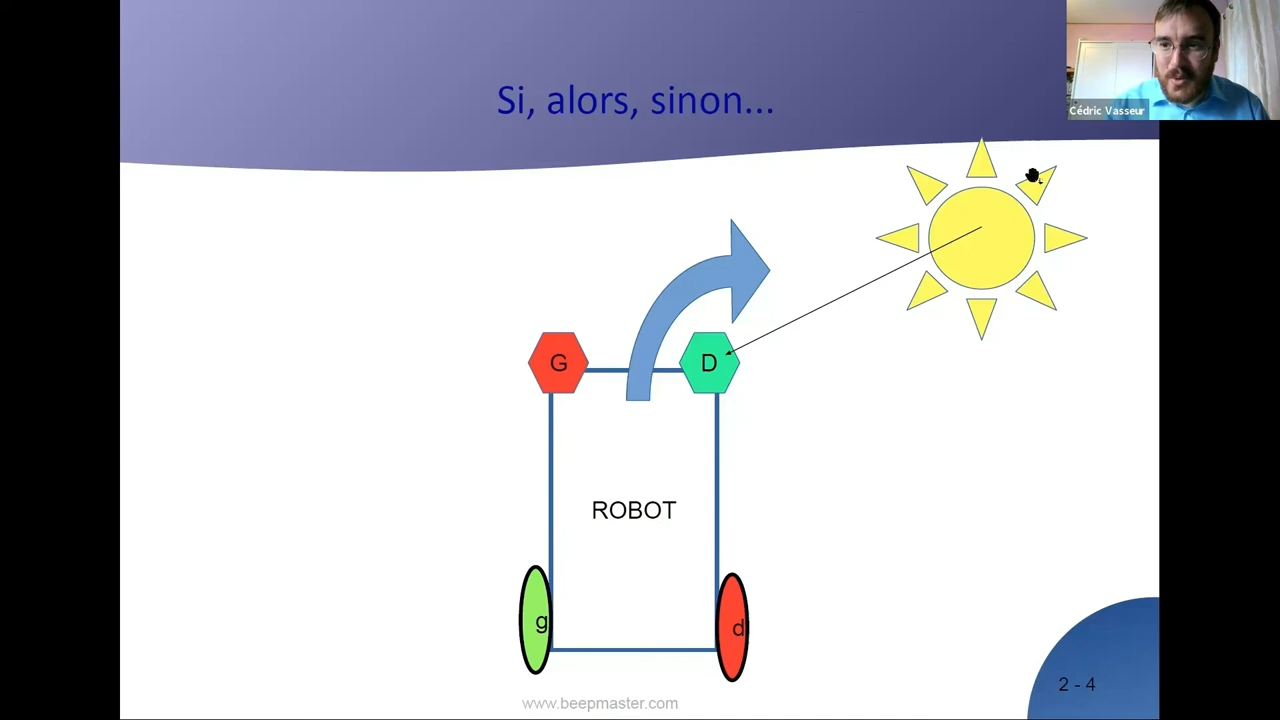 Si, alors, sinon...
Cédric Vasseur
G
D
ROBOT
g
d
2 - 4
www.beepmaster.com